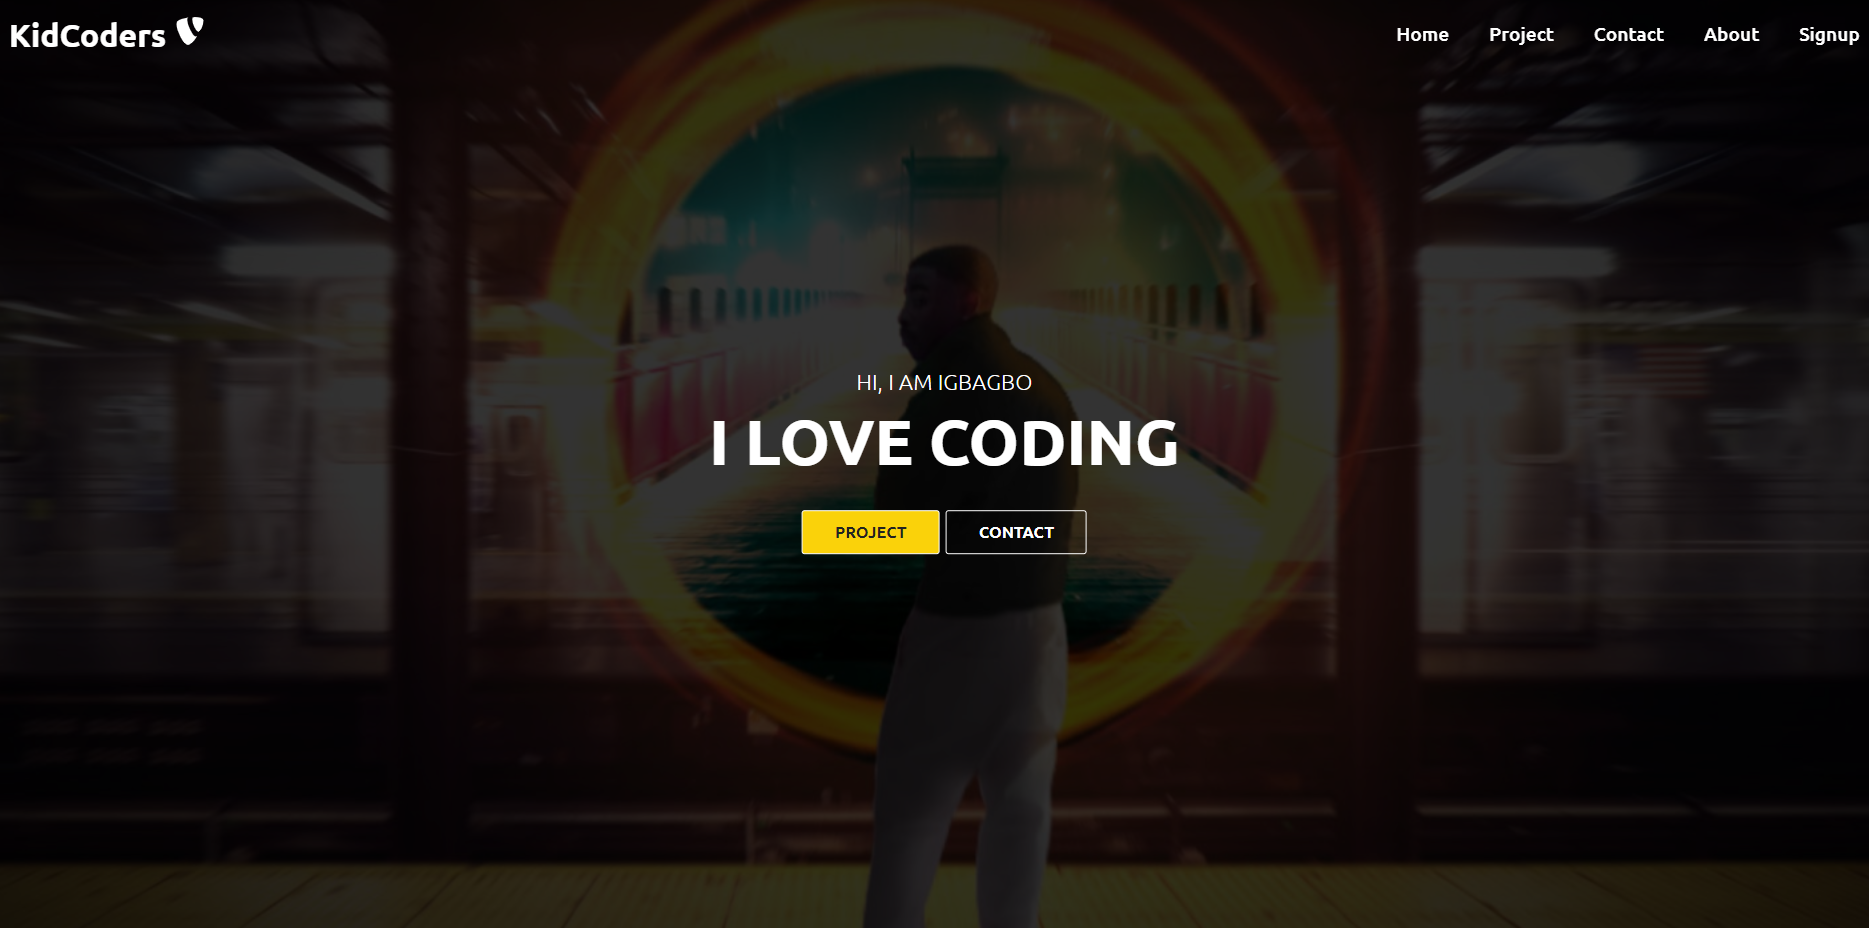 KidCoders
Home Project Contact About Signup
HI, I AM IGBAGBO
I LOVE CODING
PROJECT CONTACT